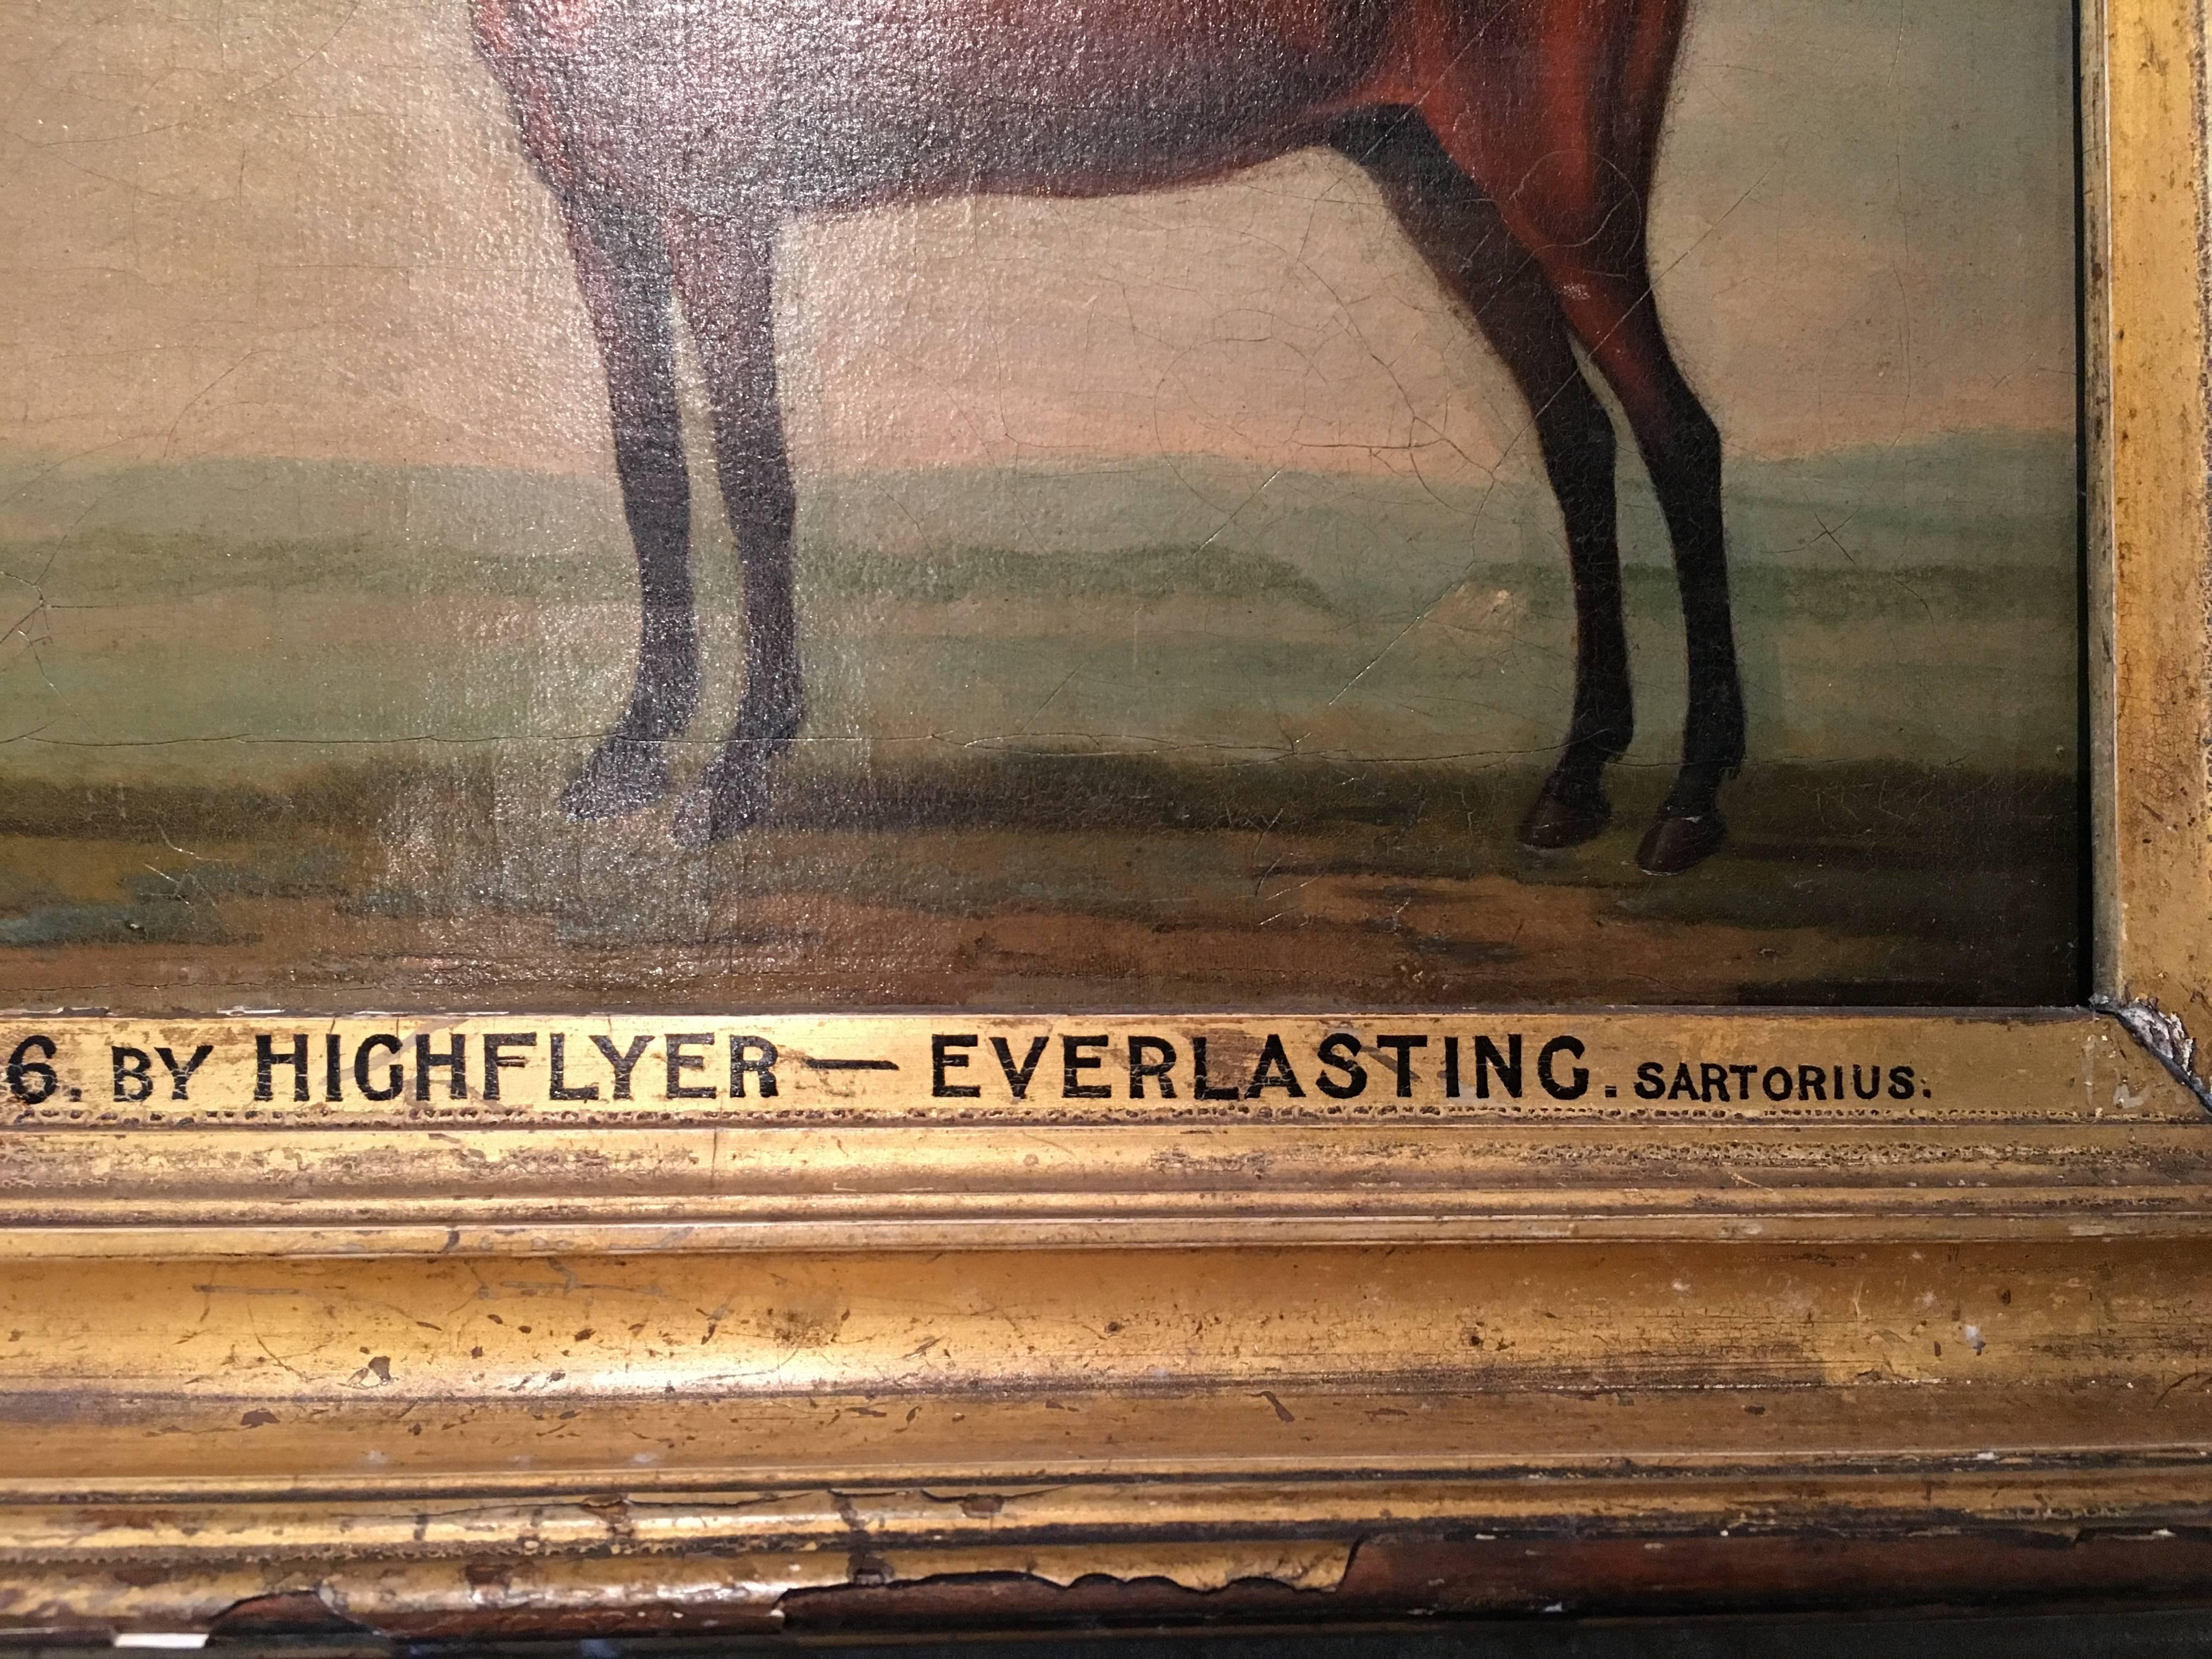 6. BY HIGHFLYER — EVERLASTING. SARTORIUS.